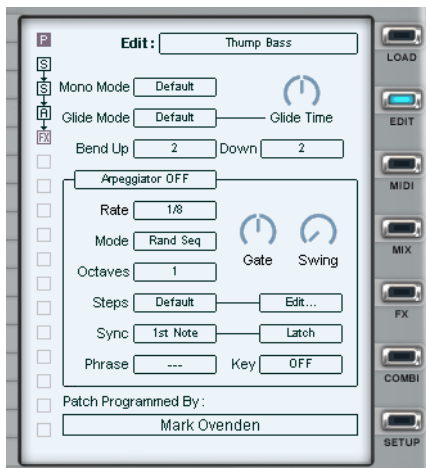 P Edit : Thump Bass
LOAD
S
S Mono Mode Default
EDIT
A Glide Mode Default Glide Time
FX
Bend Up 2 Down 2
MIDI
Arpeggiator OFF
Rate 1/8
Mode Rand Seq
MIX
Gate Swing
Octaves 1
Steps Default Edit...
FX
Sync 1st Note Latch
Phrase --- Key OFF
COMBI
Patch Programmed By :
Mark Ovenden
SETUP